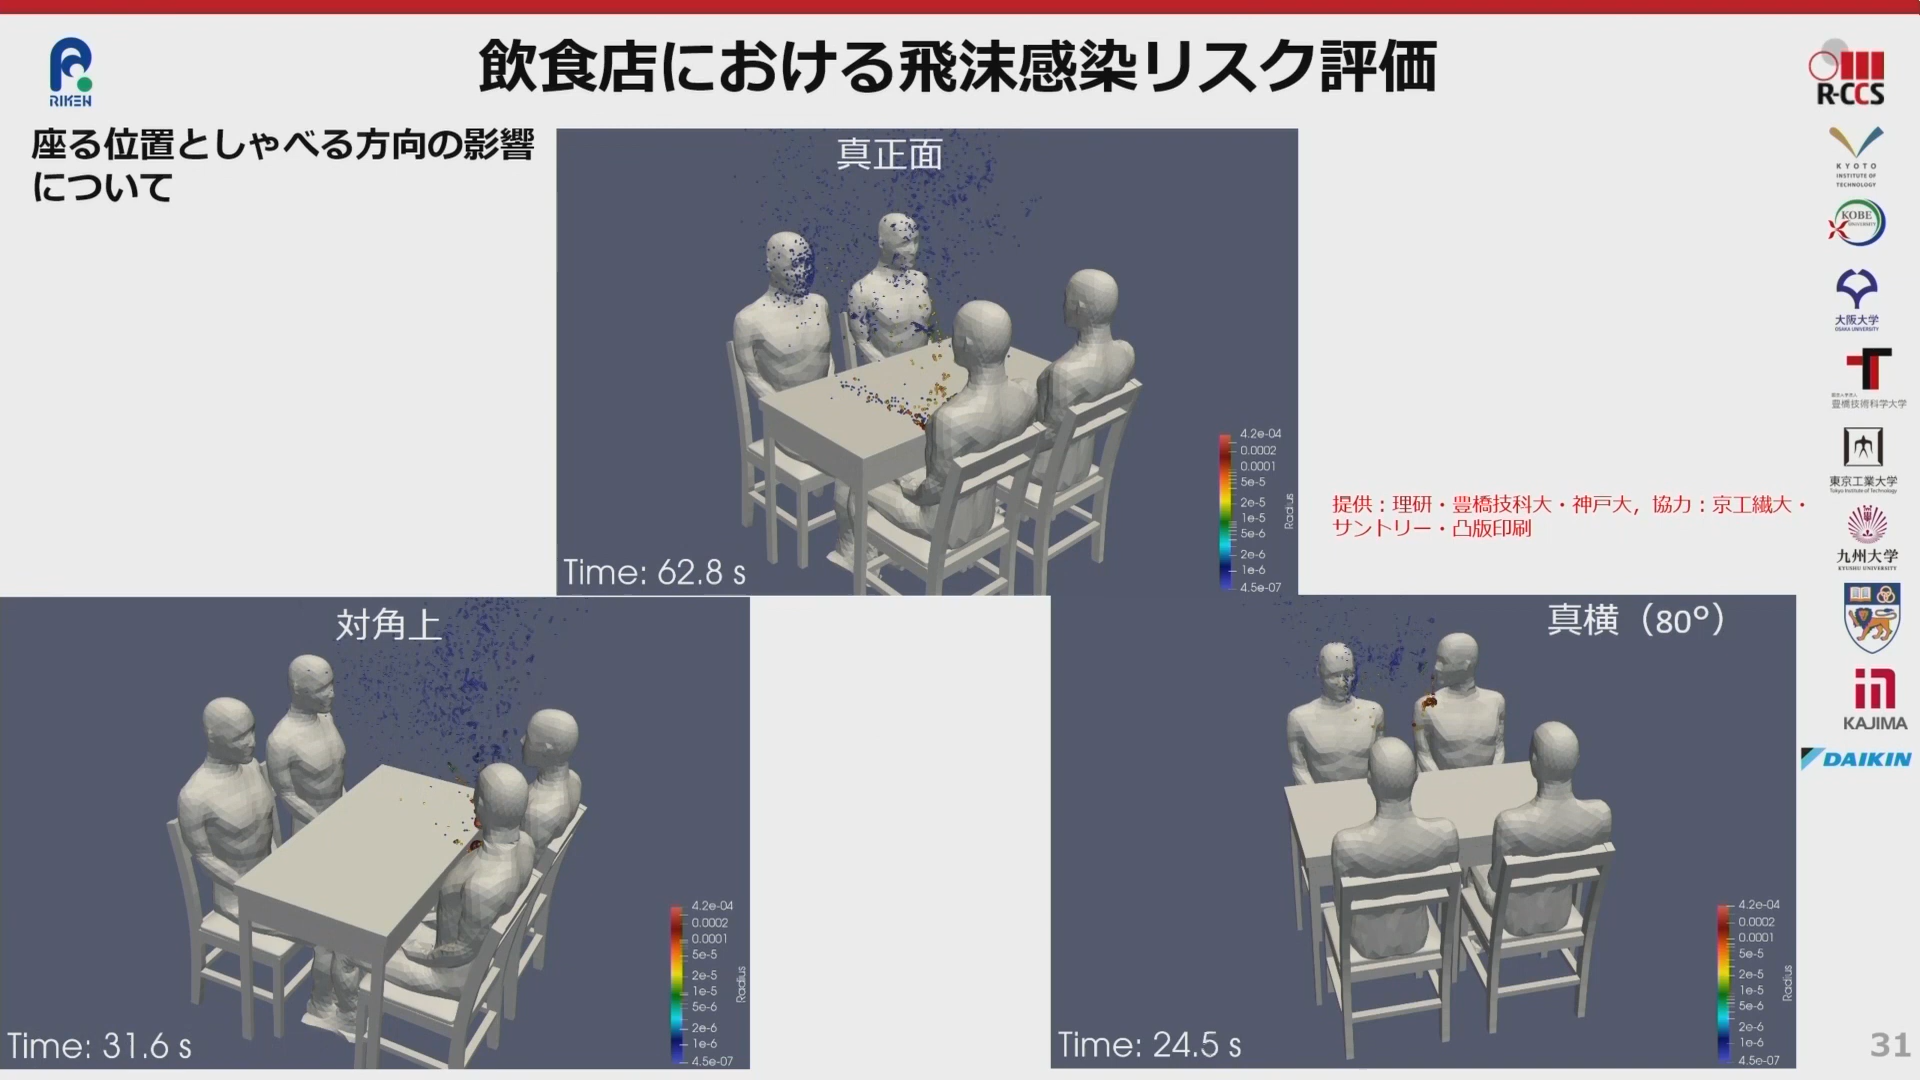 飲食店における飛沫感染リスク評価
RIKEN
R-CCS
座る位置としゃべる方向の影響
について
真正面
4.2e-04
0.0002
0.0001
5e-5
2e-5
1e-5
5e-6
2e-6
1e-6
4.5e-07
Radius
Time: 62.8 s
提供：理研・豊橋技科大・神戸大，協力：京工繊大・
サントリー・凸版印刷
対角上
4.2e-04
0.0002
0.0001
5e-5
2e-5
1e-5
5e-6
2e-6
1e-6
4.5e-07
Radius
Time: 31.6 s
真横（80°）
4.2e-04
0.0002
0.0001
5e-5
2e-5
1e-5
5e-6
2e-6
1e-6
4.5e-07
Radius
Time: 24.5 s
KYOTO
INSTITUTE OF
TECHNOLOGY
KOBE
UNIVERSITY
大阪大学
OSAKA UNIVERSITY
豊橋技術科学大学
東京工業大学
Tokyo Institute of Technology
九州大学
KYUSHU UNIVERSITY
KAJIMA
DAIKIN
31